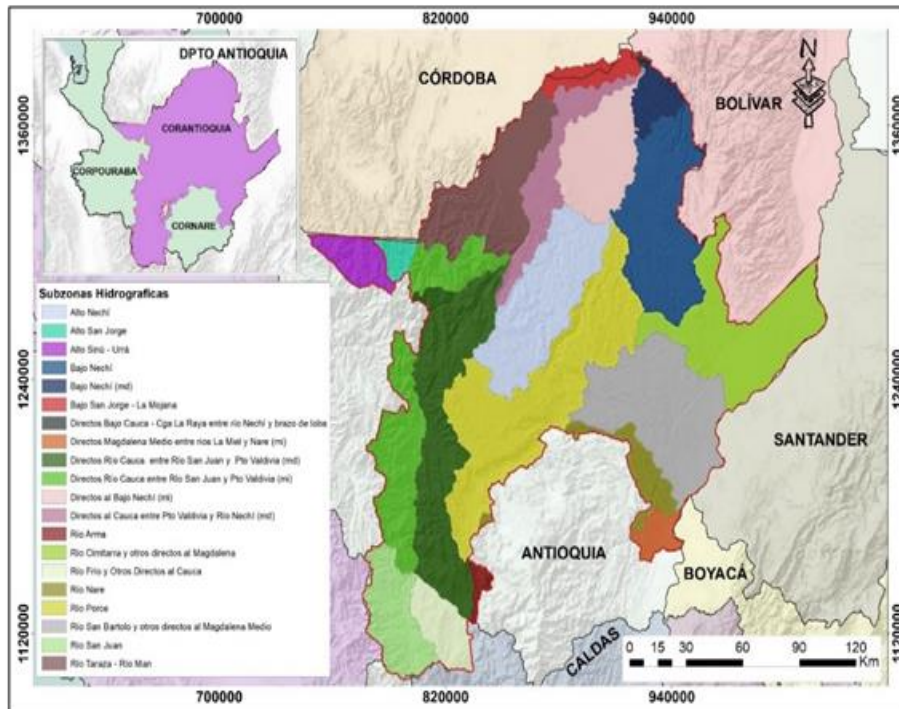 700000 820000 940000
DPTO ANTIOQUIA
CORANTIOQUIA
CORPOURABA
CORNARE
CÓRDOBA
BOLÍVAR
N
1360000 1360000
Subzonas Hidrograficas
Alto Nechí
Alto San Jorge
Alto Sinú - Urrá
Bajo Nechí
Bajo Nechí (md)
Bajo San Jorge - La Mojana
Directos Bajo Cauca - Cga La Raya entre río Nechí y brazo de loba
Directos Magdalena Medio entre ríos La Miel y Nare (mi)
Directos Río Cauca entre Río San Juan y Pto Valdivia (md)
Directos Río Cauca entre Río San Juan y Pto Valdivia (mi)
Directos al Bajo Nechí (mi)
Directos al Cauca entre Pto Valdivia y Río Nechí (md)
Río Arma
Río Cimitarra y otros directos al Magdalena
Río Frío y Otros Directos al Cauca
Río Nare
Río Porce
Río San Bartolo y otros directos al Magdalena Medio
Río San Juan
Río Taraza - Río Man
1240000 1240000
SANTANDER
ANTIOQUIA
BOYACÁ
CALDAS
1120000 1120000
0 15 30 60 90 120
Km
700000 820000 940000